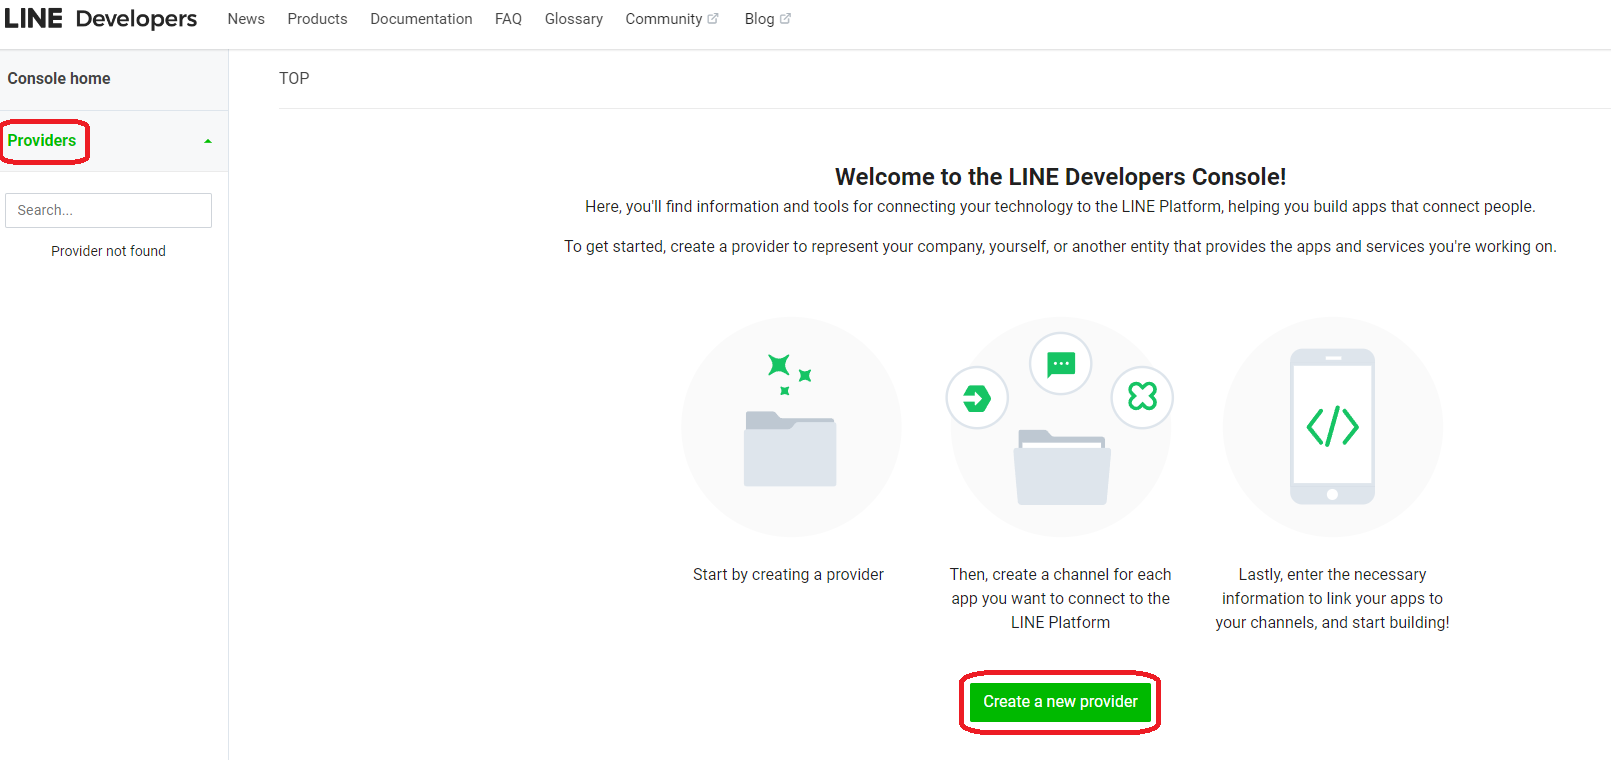 LINE Developers News Products Documentation FAQ Glossary Community Blog
Console home
Providers
Search...
Provider not found
TOP
Welcome to the LINE Developers Console!
Here, you'll find information and tools for connecting your technology to the LINE Platform, helping you build apps that connect people.
To get started, create a provider to represent your company, yourself, or another entity that provides the apps and services you're working on.
Start by creating a provider
Then, create a channel for each
app you want to connect to the
LINE Platform
Lastly, enter the necessary
information to link your apps to
your channels, and start building!
Create a new provider